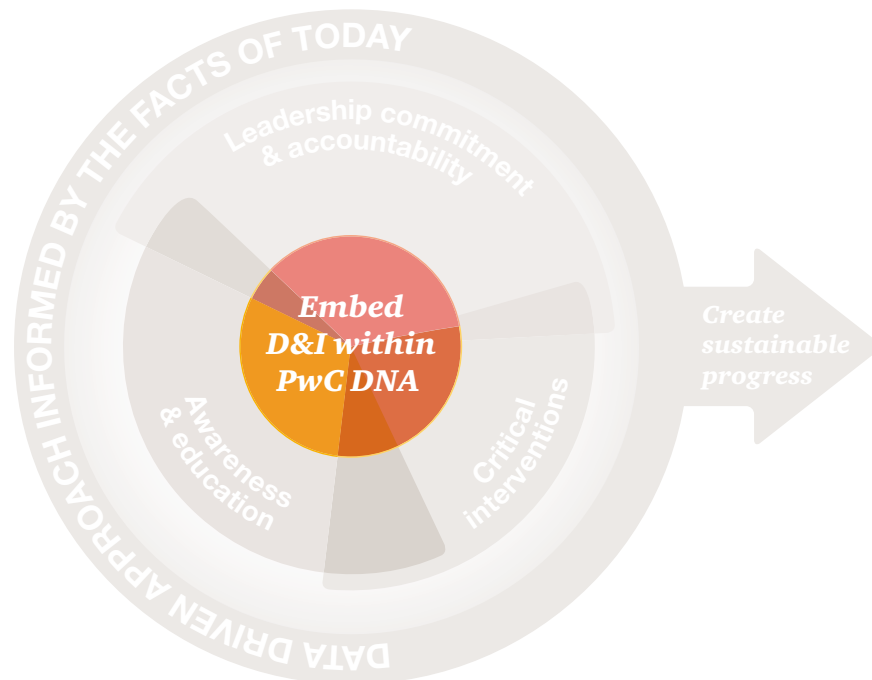 DATA DRIVEN APPROACH INFORMED BY THE FACTS OF TODAY
Leadership commitment
& accountability
Embed
D&I within
PwC DNA
Awareness
& education
Critical
interventions
Create
sustainable
progress